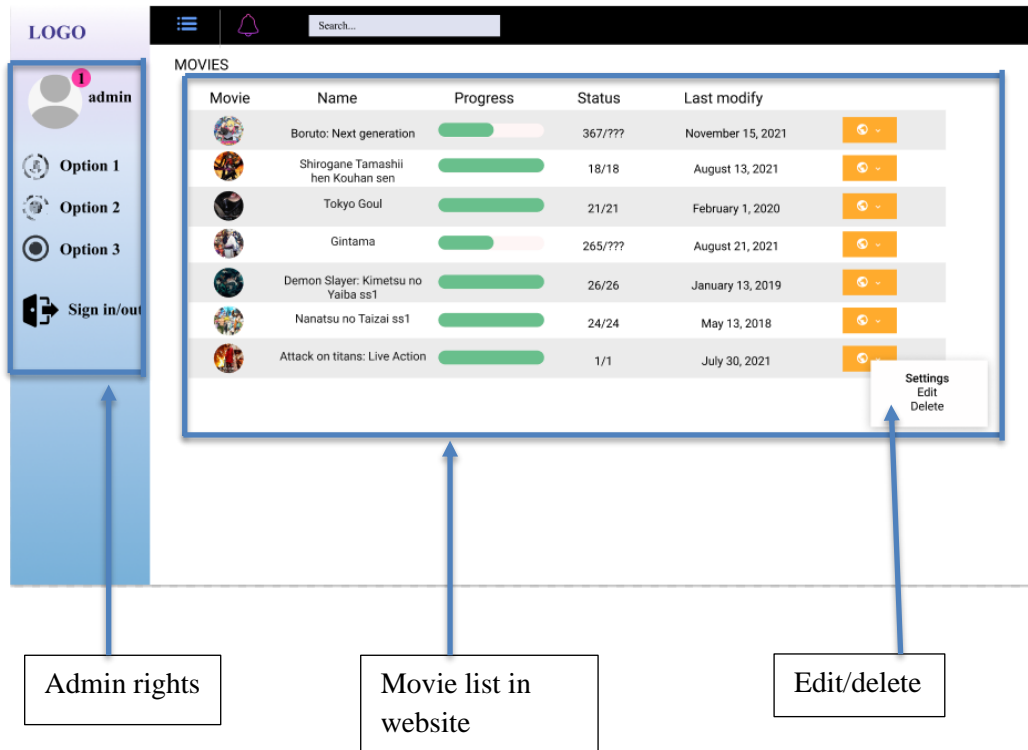 LOGO
Search...
1
admin
Option 1
Option 2
Option 3
Sign in/out
MOVIES
Movie Name Progress Status Last modify
Boruto: Next generation 367/??? November 15, 2021
Shirogane Tamashii
hen Kouhan sen 18/18 August 13, 2021
Tokyo Goul 21/21 February 1, 2020
Gintama 265/??? August 21, 2021
Demon Slayer: Kimetsu no
Yaiba ss1 26/26 January 13, 2019
Nanatsu no Taizai ss1 24/24 May 13, 2018
Attack on titans: Live Action 1/1 July 30, 2021
Settings
Edit
Delete
Admin rights
Movie list in
website
Edit/delete